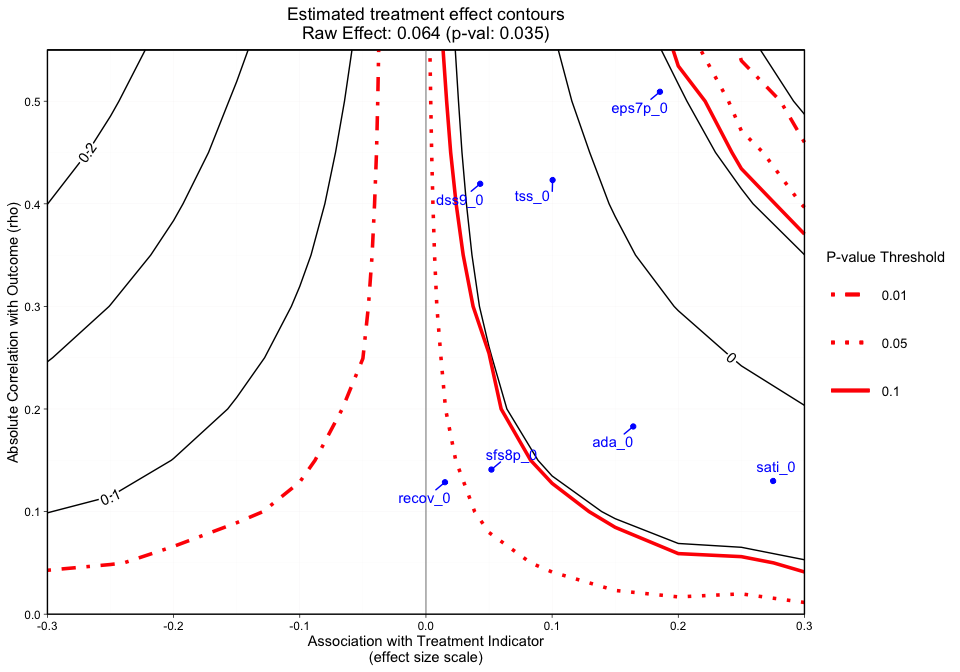 Estimated treatment effect contours
Raw Effect: 0.064 (p-val: 0.035)
Absolute Correlation with Outcome (rho)
0.5
0.4
0.3
0.2
0.1
0.0
0.2
0.1
0
eps7p_0
dss9_0
tss_0
ada_0
sfs8p_0
sati_0
recov_0
-0.3
-0.2
-0.1
0.0
0.1
0.2
0.3
Association with Treatment Indicator
(effect size scale)
P-value Threshold
0.01
0.05
0.1